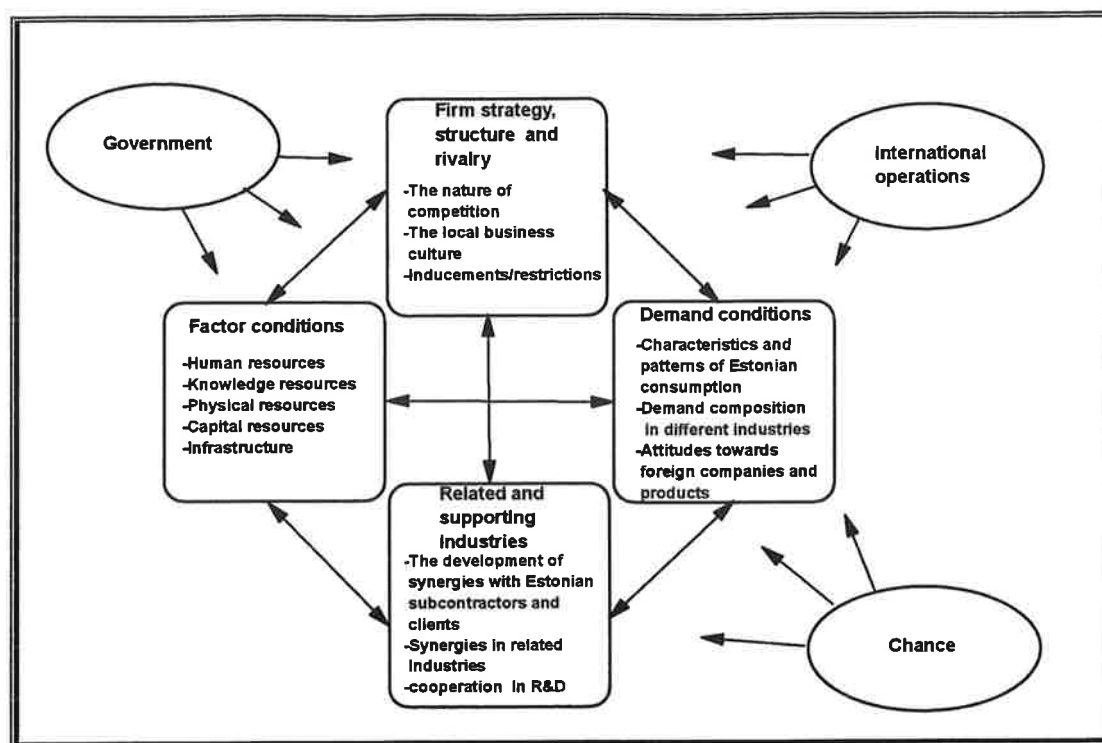 Government
Firm strategy,
structure and
rivalry
-The nature of
competition
-The local business
culture
-Inducements/restrictions
International
operations
Factor conditions
-Human resources
-Knowledge resources
-Physical resources
-Capital resources
-Infrastructure
Demand conditions
-Characteristics and
patterns of Estonian
consumption
-Demand composition
in different industries
-Attitudes towards
foreign companies and
products
Related and
supporting
industries
-The development of
synergies with Estonian
subcontractors and
clients
-Synergies in related
industries
-cooperation in R&D
Chance